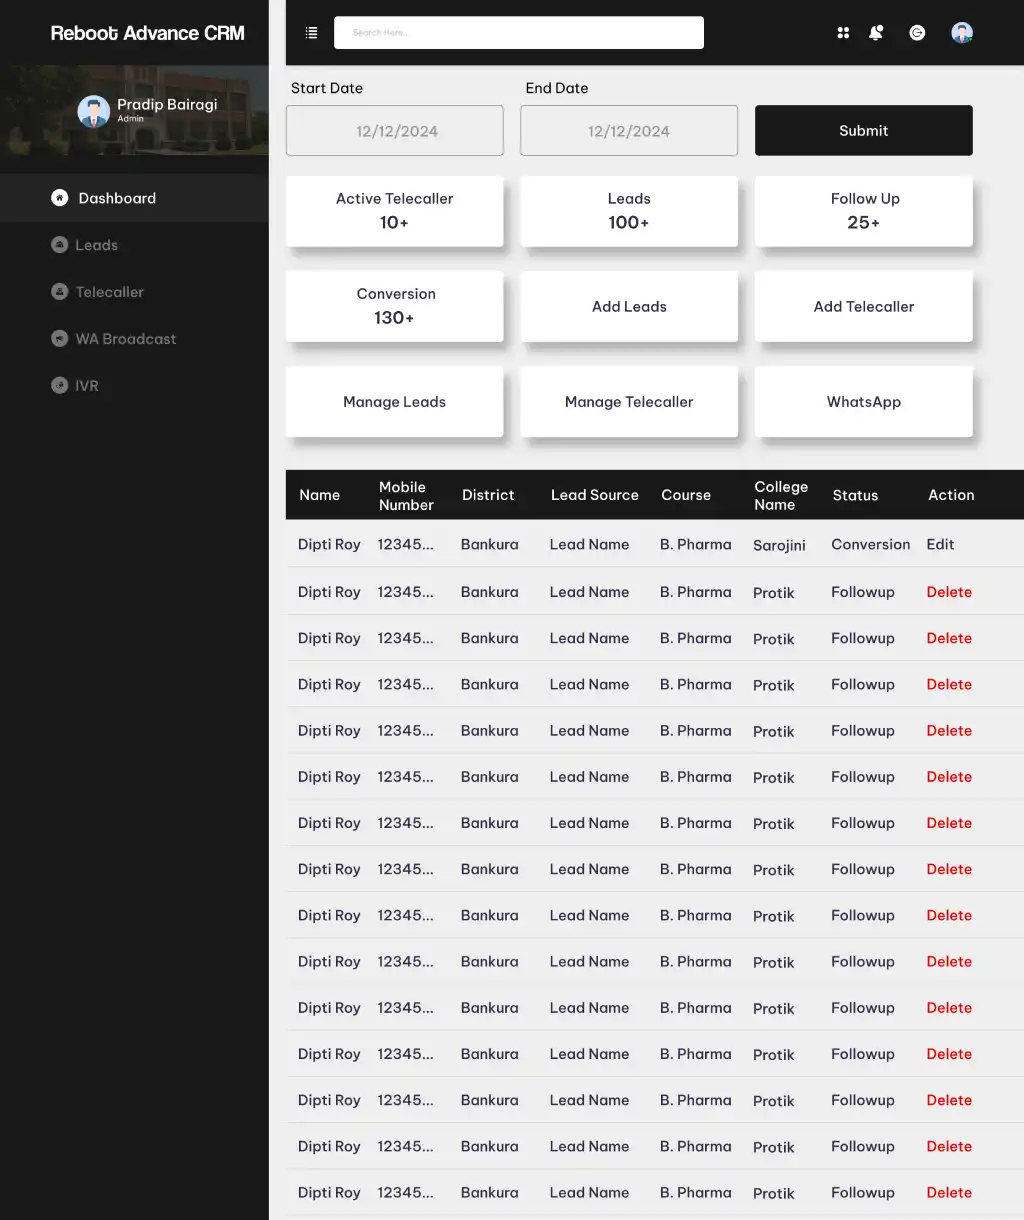 Reboot Advance CRM
Search Here..
Pradip Bairagi
Admin
Dashboard
Leads
Telecaller
WA Broadcast
IVR
Start Date End Date
12/12/2024 12/12/2024 Submit
Active Telecaller Leads Follow Up
10+ 100+ 25+
Conversion
130+
Add Leads Add Telecaller
Manage Leads Manage Telecaller WhatsApp
Name Mobile Number District Lead Source Course College Name Status Action
Dipti Roy 12345... Bankura Lead Name B. Pharma Sarojini Conversion Edit
Dipti Roy 12345... Bankura Lead Name B. Pharma Protik Followup Delete
Dipti Roy 12345... Bankura Lead Name B. Pharma Protik Followup Delete
Dipti Roy 12345... Bankura Lead Name B. Pharma Protik Followup Delete
Dipti Roy 12345... Bankura Lead Name B. Pharma Protik Followup Delete
Dipti Roy 12345... Bankura Lead Name B. Pharma Protik Followup Delete
Dipti Roy 12345... Bankura Lead Name B. Pharma Protik Followup Delete
Dipti Roy 12345... Bankura Lead Name B. Pharma Protik Followup Delete
Dipti Roy 12345... Bankura Lead Name B. Pharma Protik Followup Delete
Dipti Roy 12345... Bankura Lead Name B. Pharma Protik Followup Delete
Dipti Roy 12345... Bankura Lead Name B. Pharma Protik Followup Delete
Dipti Roy 12345... Bankura Lead Name B. Pharma Protik Followup Delete
Dipti Roy 12345... Bankura Lead Name B. Pharma Protik Followup Delete
Dipti Roy 12345... Bankura Lead Name B. Pharma Protik Followup Delete
Dipti Roy 12345... Bankura Lead Name B. Pharma Protik Followup Delete